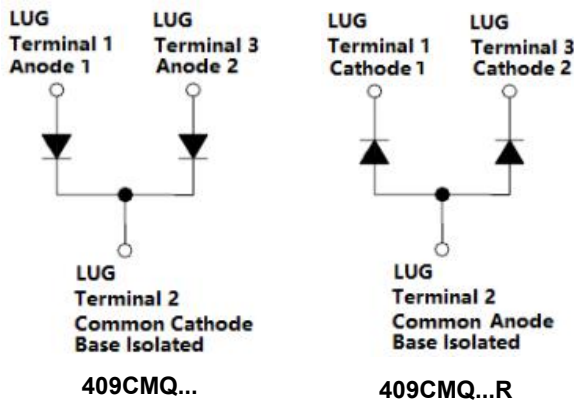 LUG
Terminal 1
Anode 1
LUG
Terminal 3
Anode 2
LUG
Terminal 2
Common Cathode
Base Isolated
409CMQ...
LUG
Terminal 1
Cathode 1
LUG
Terminal 3
Cathode 2
LUG
Terminal 2
Common Anode
Base Isolated
409CMQ...R